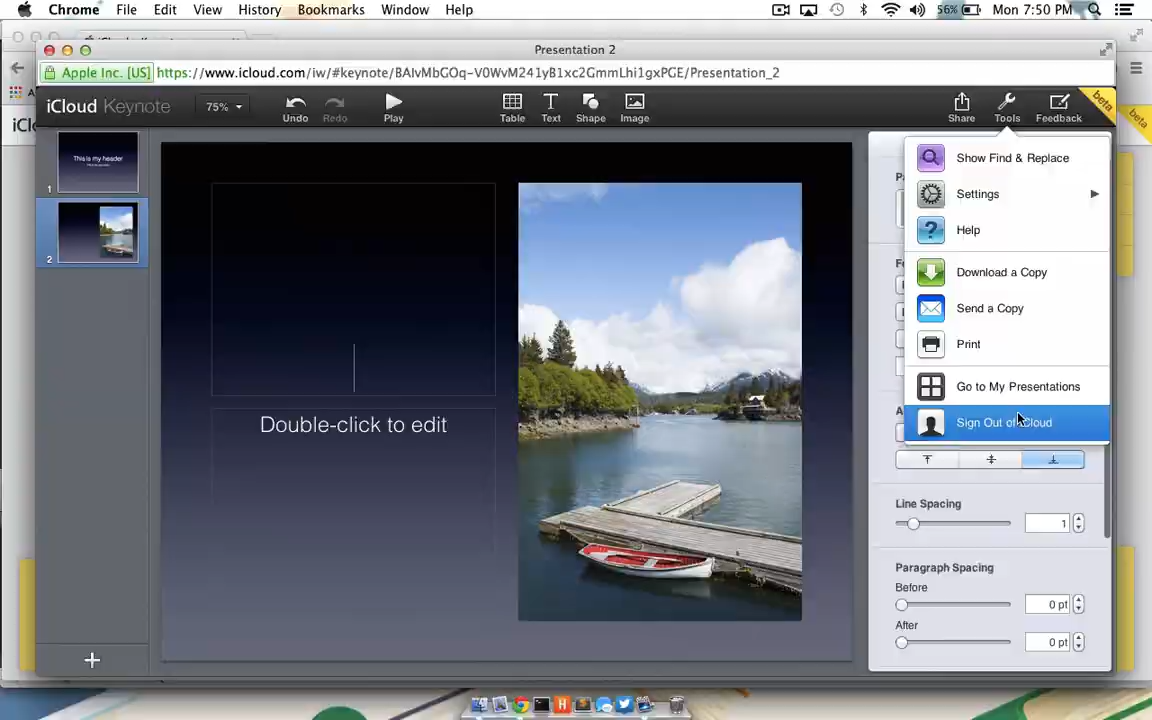 Chrome File Edit View History Bookmarks Window Help 56% Mon 7:50 PM
Presentation 2
Apple Inc. [US] https://www.icloud.com/iw/#keynote/BAIvMbGOq-V0WvM241yB1xc2GmmLhi1gxPGE/Presentation_2
iCloud Keynote 75% Undo Redo Play Table Text Shape Image Share Tools Feedback beta
This is my header
1
2
Double-click to edit
Show Find & Replace
Settings
Help
Download a Copy
Send a Copy
Print
Go to My Presentations
Sign Out of iCloud
Line Spacing
1
Paragraph Spacing
Before
0 pt
After
0 pt